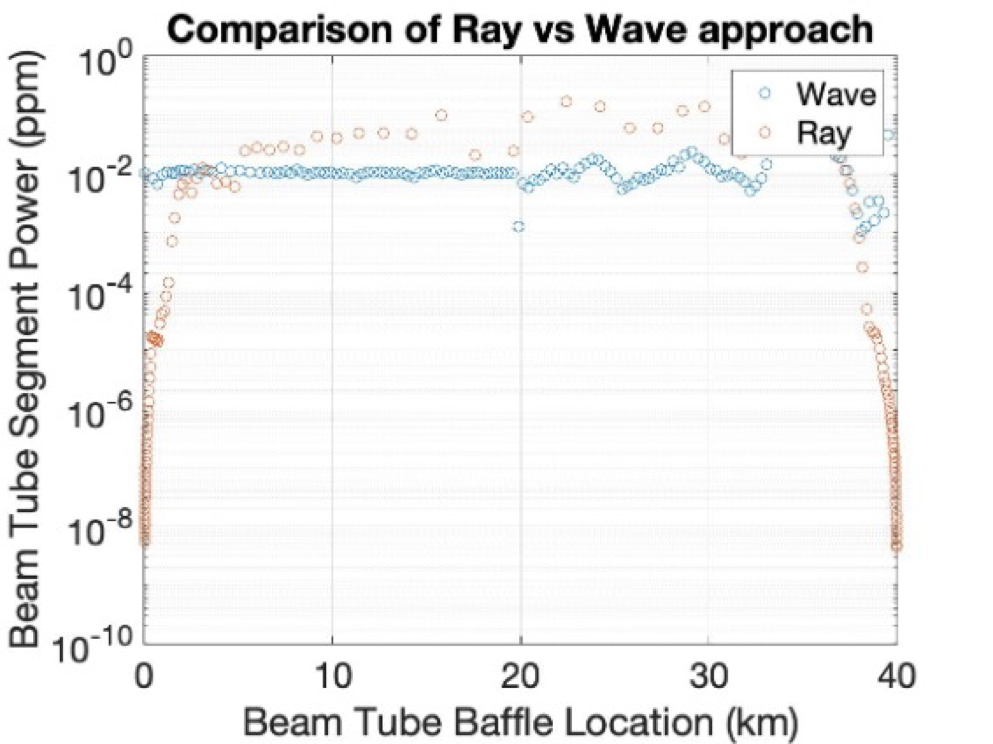 Comparison of Ray vs Wave approach
Beam Tube Segment Power (ppm)
10^0
10^-2
10^-4
10^-6
10^-8
10^-10
Wave
Ray
0 10 20 30 40
Beam Tube Baffle Location (km)